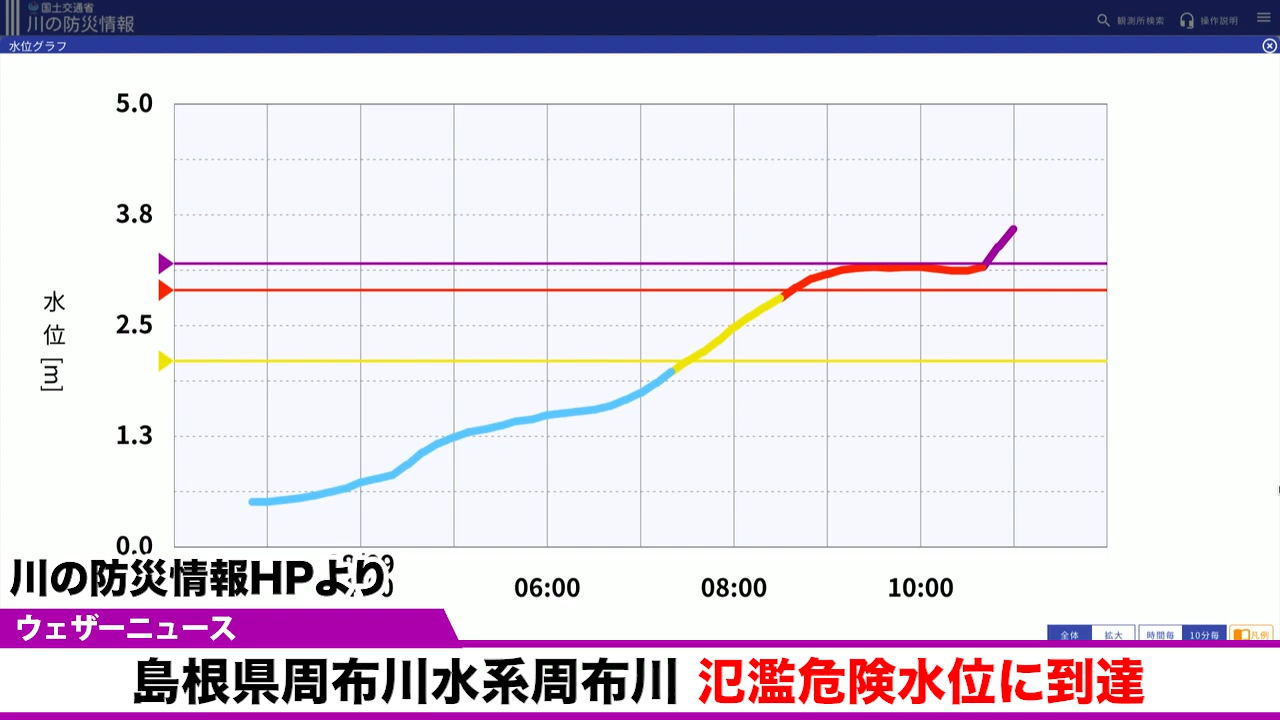 国土交通省
川の防災情報
観測所検索
操作説明
水位グラフ
5.0
3.8
2.5
1.3
0.0
水位[m]
06:00
08:00
10:00
川の防災情報HPより
全体
拡大
時間毎
10分毎
凡例
ウェザーニュース
島根県周布川水系周布川 氾濫危険水位に到達